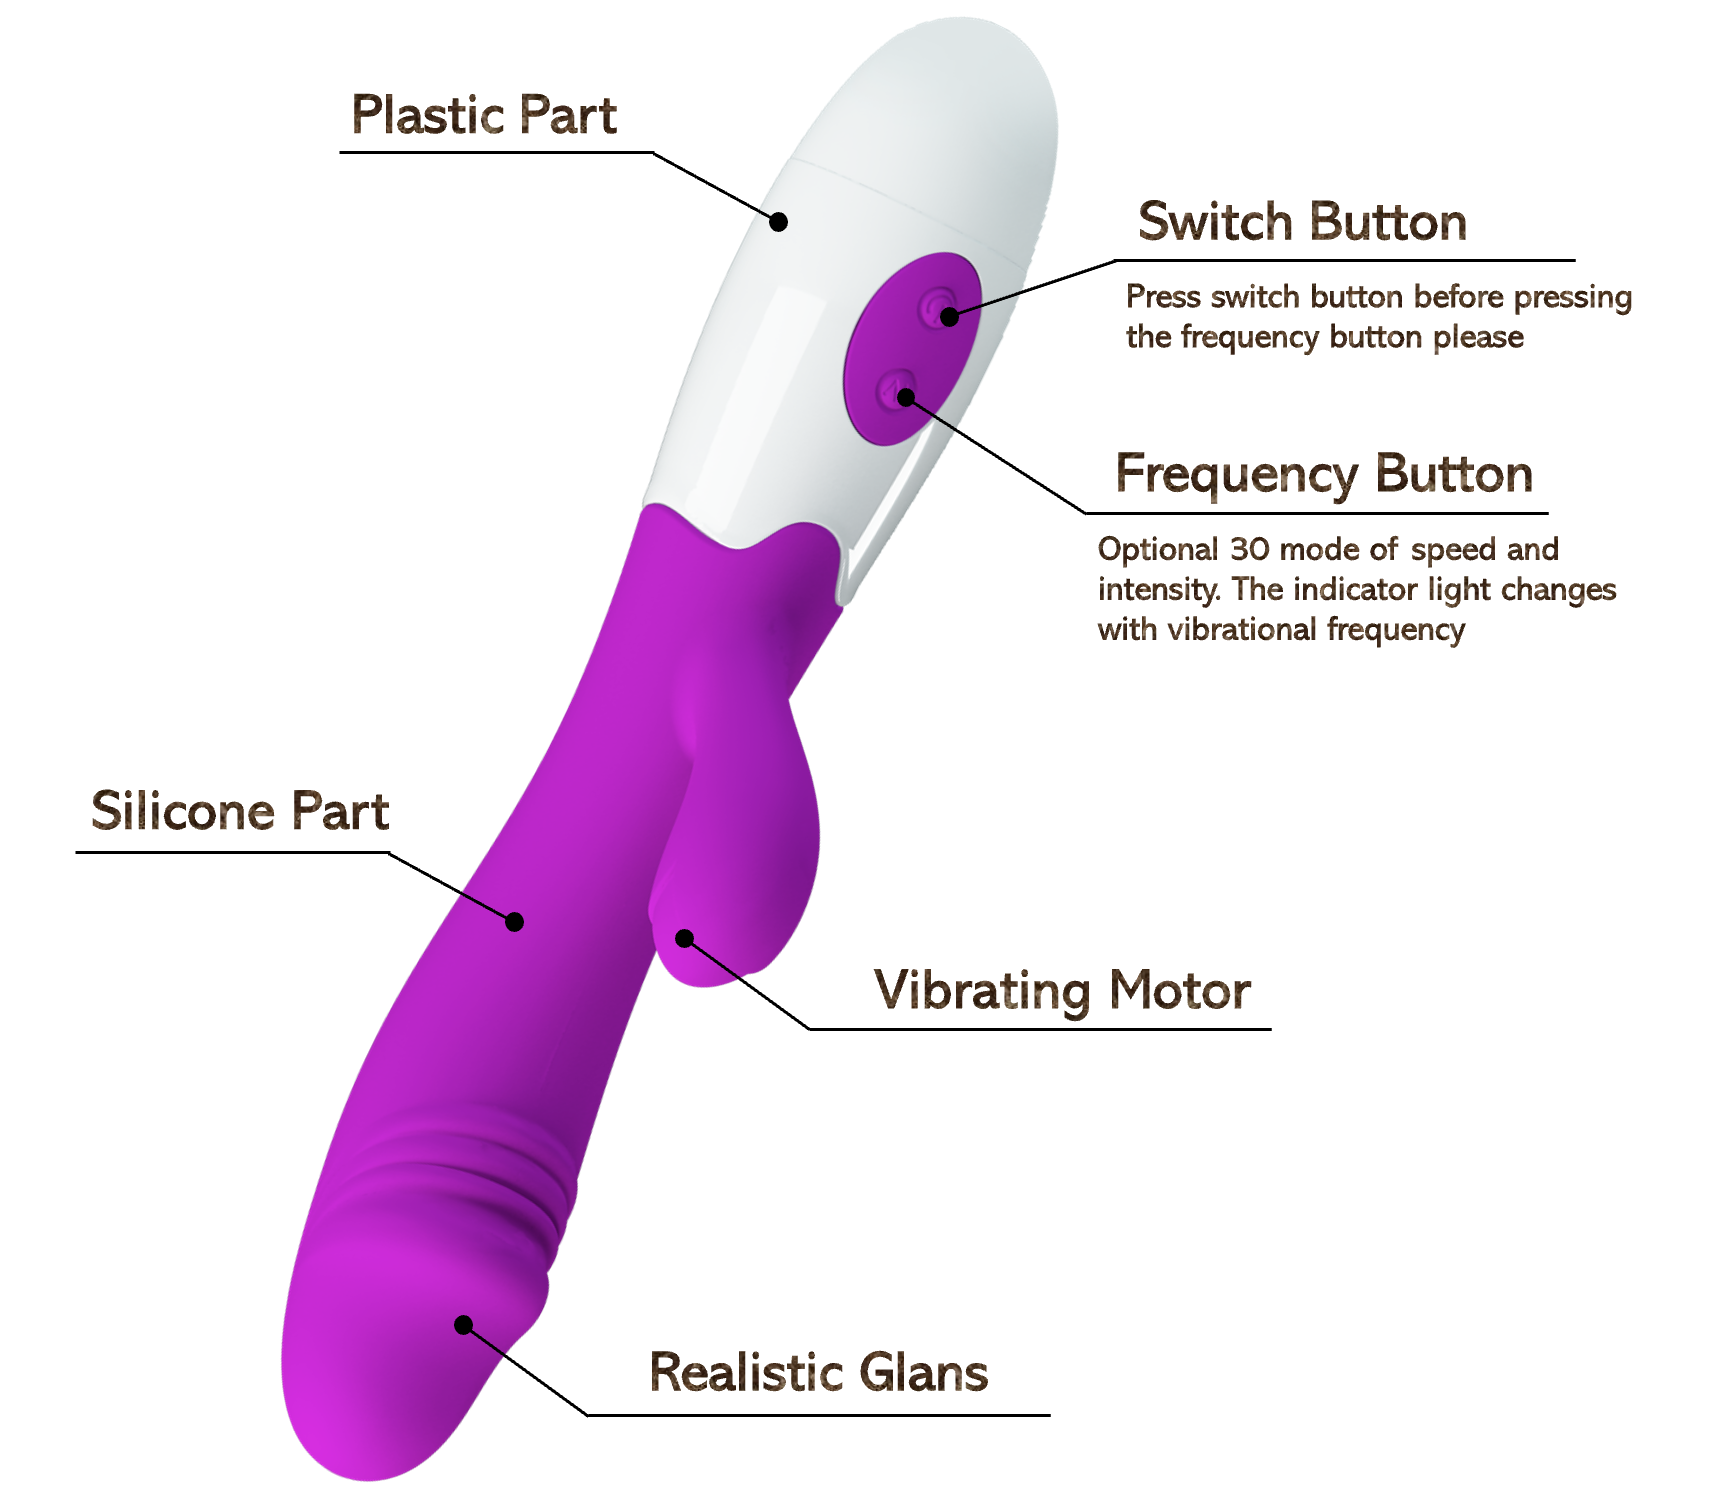 Plastic Part
Switch Button
Press switch button before pressing
the frequency button please
Frequency Button
Optional 30 mode of speed and
intensity. The indicator light changes
with vibrational frequency
Silicone Part
Vibrating Motor
Realistic Glans